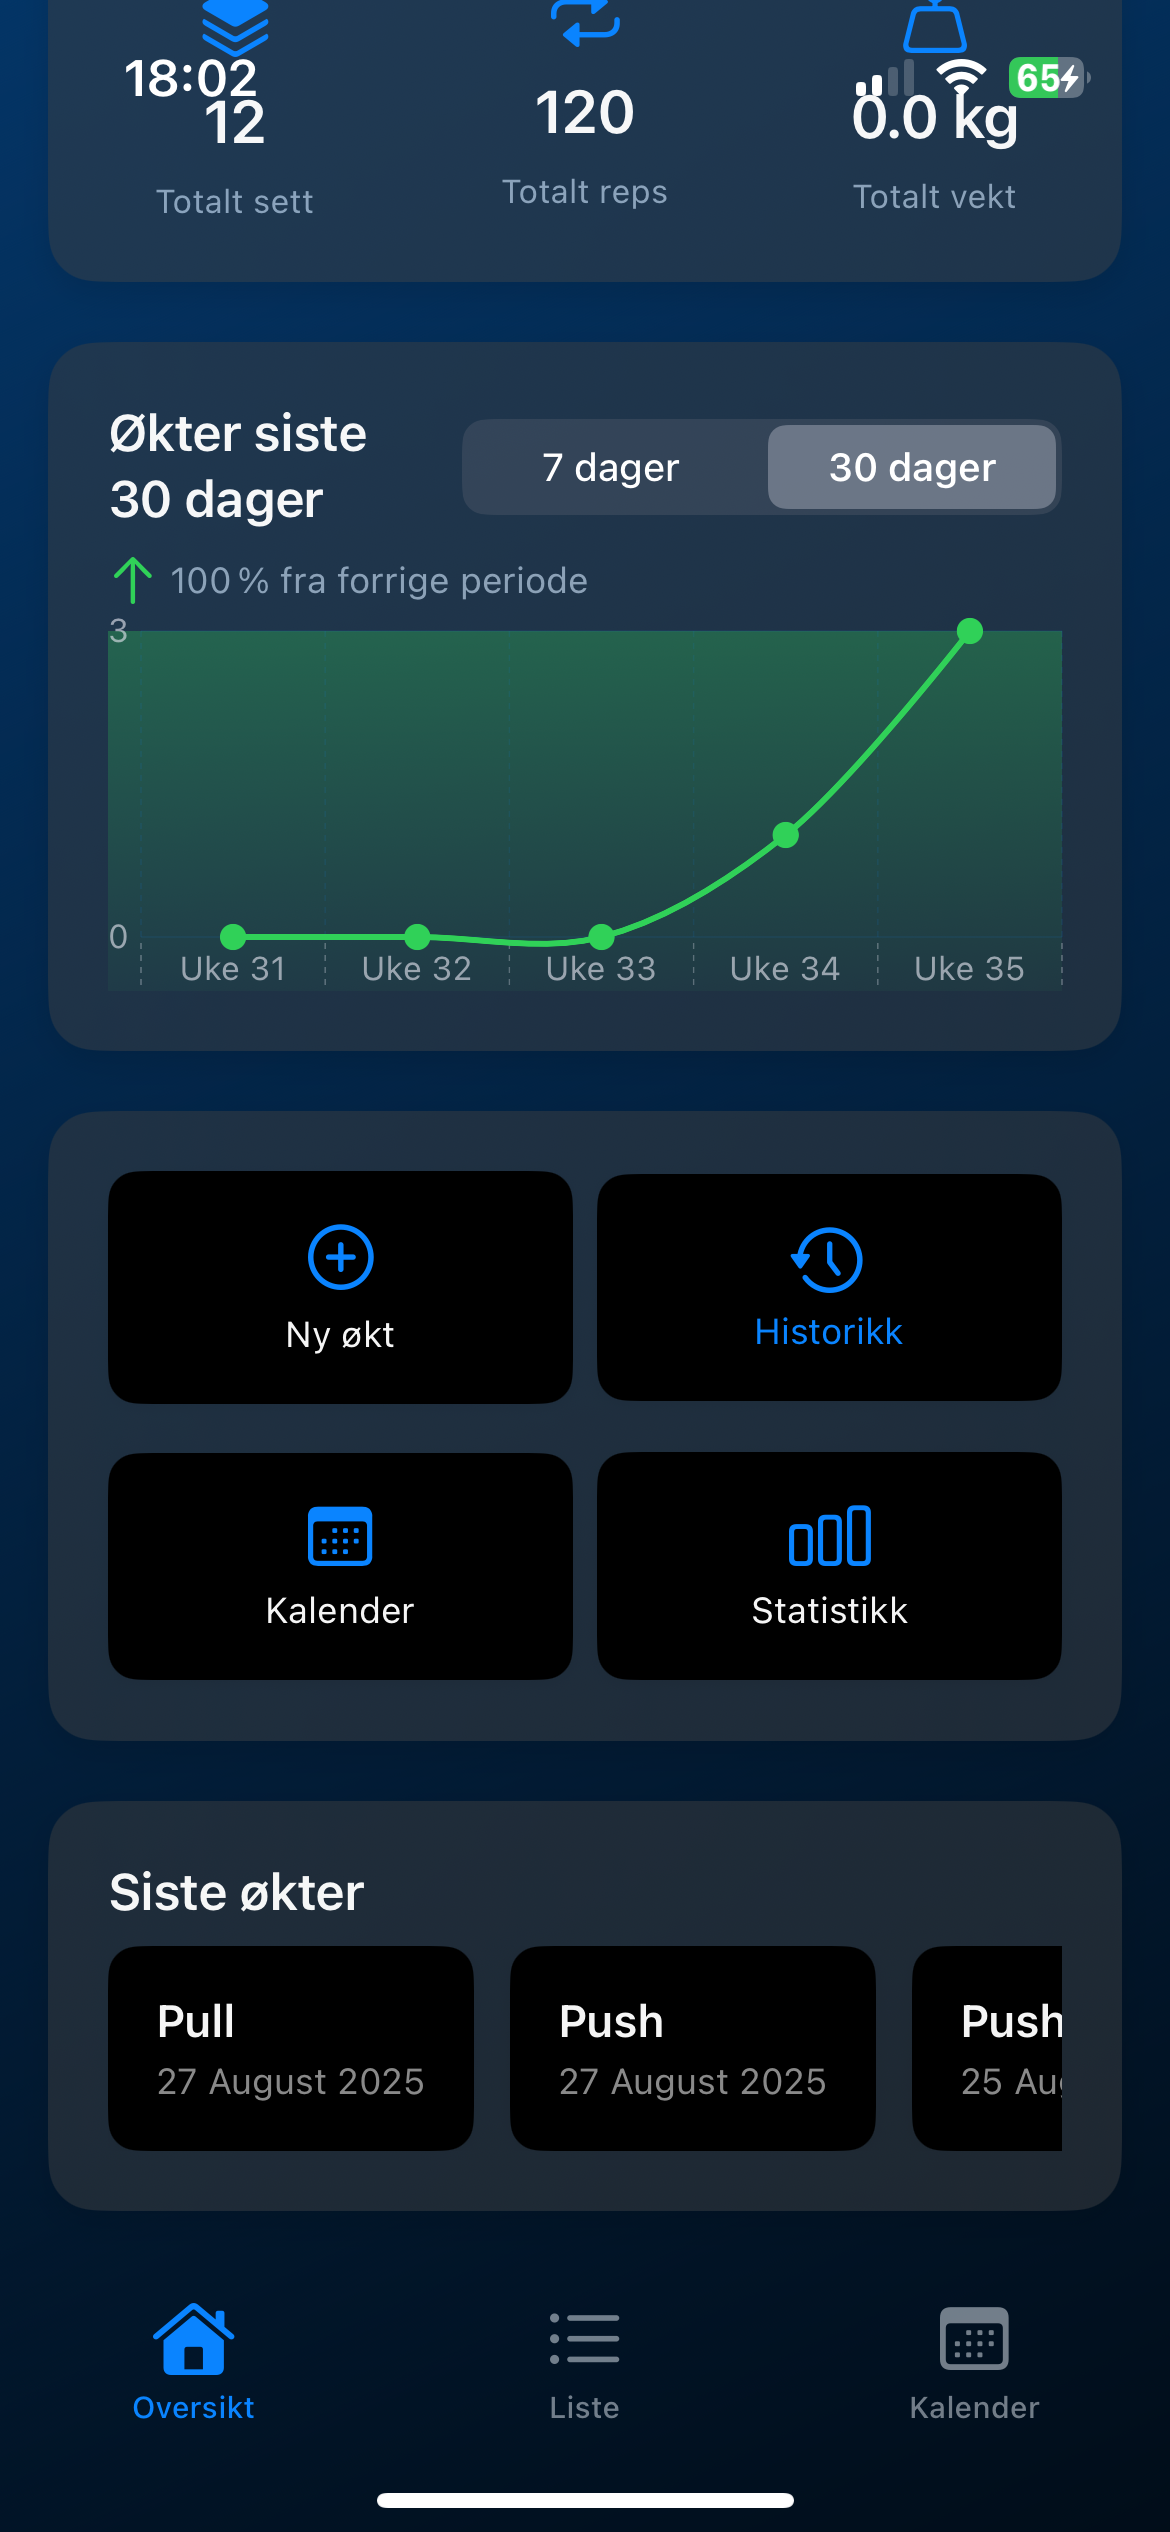 18:02
65
12
120
0.0 kg
Totalt sett
Totalt reps
Totalt vekt
Økter siste
30 dager
7 dager
30 dager
100 % fra forrige periode
3
0
Uke 31
Uke 32
Uke 33
Uke 34
Uke 35
Ny økt
Historikk
Kalender
Statistikk
Siste økter
Pull
27 August 2025
Push
27 August 2025
Push
25 Aug
Oversikt
Liste
Kalender